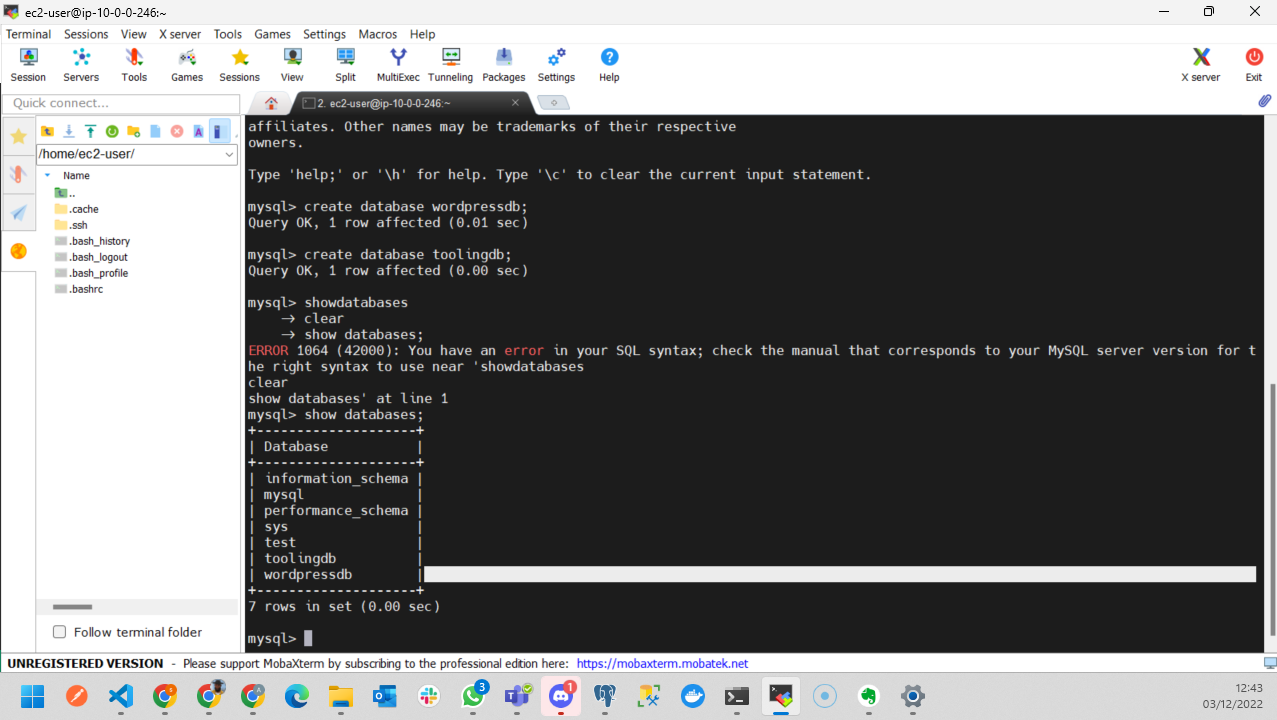 ec2-user@ip-10-0-0-246:~
Terminal Sessions View X server Tools Games Settings Macros Help
Session Servers Tools Games Sessions View Split MultiExec Tunneling Packages Settings Help X server Exit
Quick connect...
2. ec2-user@ip-10-0-0-246:~
/home/ec2-user/
Name
..
.cache
.ssh
.bash_history
.bash_logout
.bash_profile
.bashrc
Follow terminal folder
affiliates. Other names may be trademarks of their respective
owners.
Type 'help;' or '\h' for help. Type '\c' to clear the current input statement.
mysql> create database wordpressdb;
Query OK, 1 row affected (0.01 sec)
mysql> create database toolingdb;
Query OK, 1 row affected (0.00 sec)
mysql> showdatabases
→ clear
→ show databases;
ERROR 1064 (42000): You have an error in your SQL syntax; check the manual that corresponds to your MySQL server version for t
he right syntax to use near 'showdatabases
clear
show databases' at line 1
mysql> show databases;
+--------------------+
| Database           |
+--------------------+
| information_schema |
| mysql              |
| performance_schema |
| sys                |
| test               |
| toolingdb          |
| wordpressdb        |
+--------------------+
7 rows in set (0.00 sec)
mysql>
UNREGISTERED VERSION - Please support MobaXterm by subscribing to the professional edition here: https://mobaxterm.mobatek.net
3
1
12:43
03/12/2022